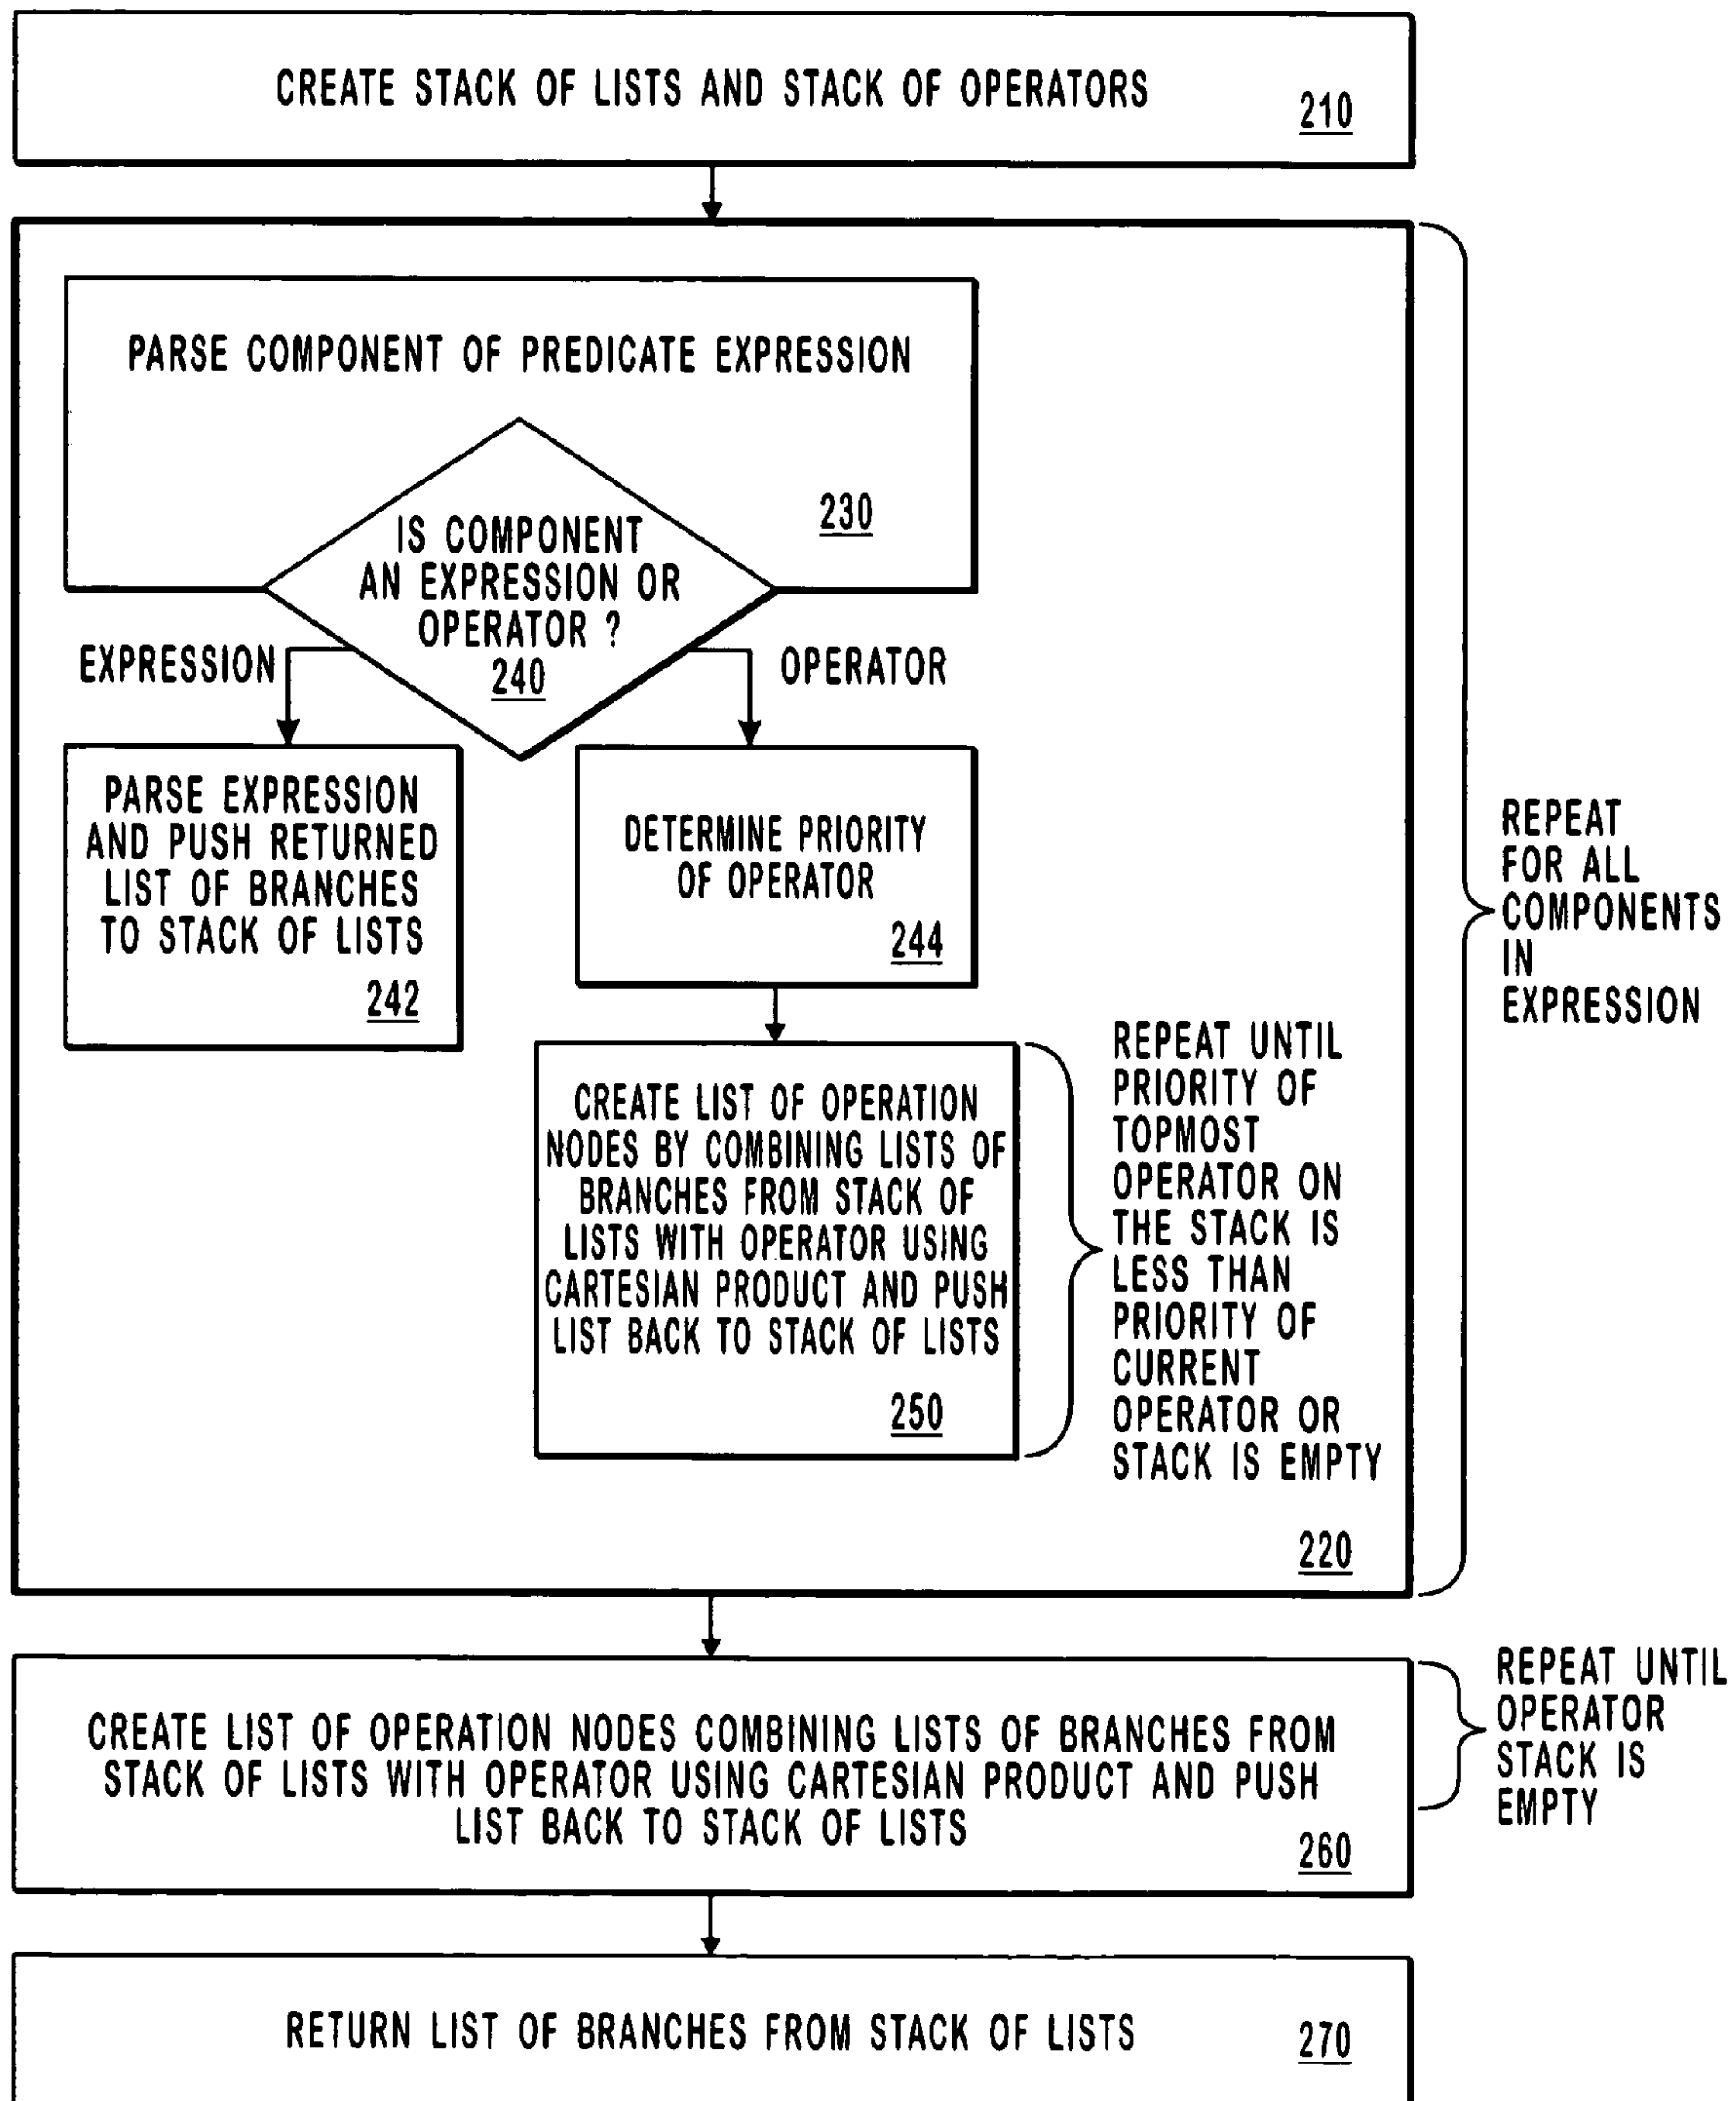 CREATE STACK OF LISTS AND STACK OF OPERATORS
210
PARSE COMPONENT OF PREDICATE EXPRESSION
230
IS COMPONENT
AN EXPRESSION OR
OPERATOR ?
240
EXPRESSION
OPERATOR
PARSE EXPRESSION
AND PUSH RETURNED
LIST OF BRANCHES
TO STACK OF LISTS
242
DETERMINE PRIORITY
OF OPERATOR
244
CREATE LIST OF OPERATION
NODES BY COMBINING LISTS OF
BRANCHES FROM STACK OF
LISTS WITH OPERATOR USING
CARTESIAN PRODUCT AND PUSH
LIST BACK TO STACK OF LISTS
250
REPEAT UNTIL
PRIORITY OF
TOPMOST
OPERATOR ON
THE STACK IS
LESS THAN
PRIORITY OF
CURRENT
OPERATOR OR
STACK IS EMPTY
220
REPEAT
FOR ALL
COMPONENTS
IN
EXPRESSION
CREATE LIST OF OPERATION NODES COMBINING LISTS OF BRANCHES FROM
STACK OF LISTS WITH OPERATOR USING CARTESIAN PRODUCT AND PUSH
LIST BACK TO STACK OF LISTS
260
REPEAT UNTIL
OPERATOR
STACK IS
EMPTY
RETURN LIST OF BRANCHES FROM STACK OF LISTS
270